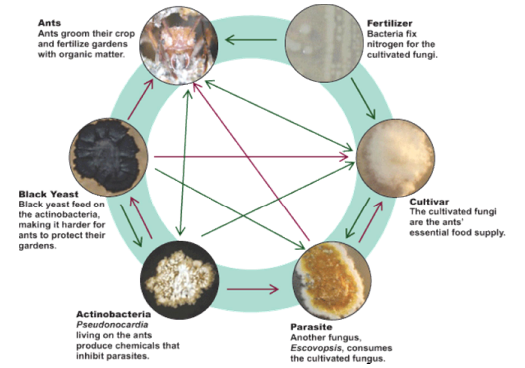 Ants
Ants groom their crop
and fertilize gardens
with organic matter.
Fertilizer
Bacteria fix
nitrogen for the
cultivated fungi.
Black Yeast
Black yeast feed on
the actinobacteria,
making it harder for
ants to protect their
gardens.
Cultivar
The cultivated fungi
are the ants'
essential food supply.
Actinobacteria
Pseudonocardia
living on the ants
produce chemicals that
inhibit parasites.
Parasite
Another fungus,
Escovopsis, consumes
the cultivated fungus.